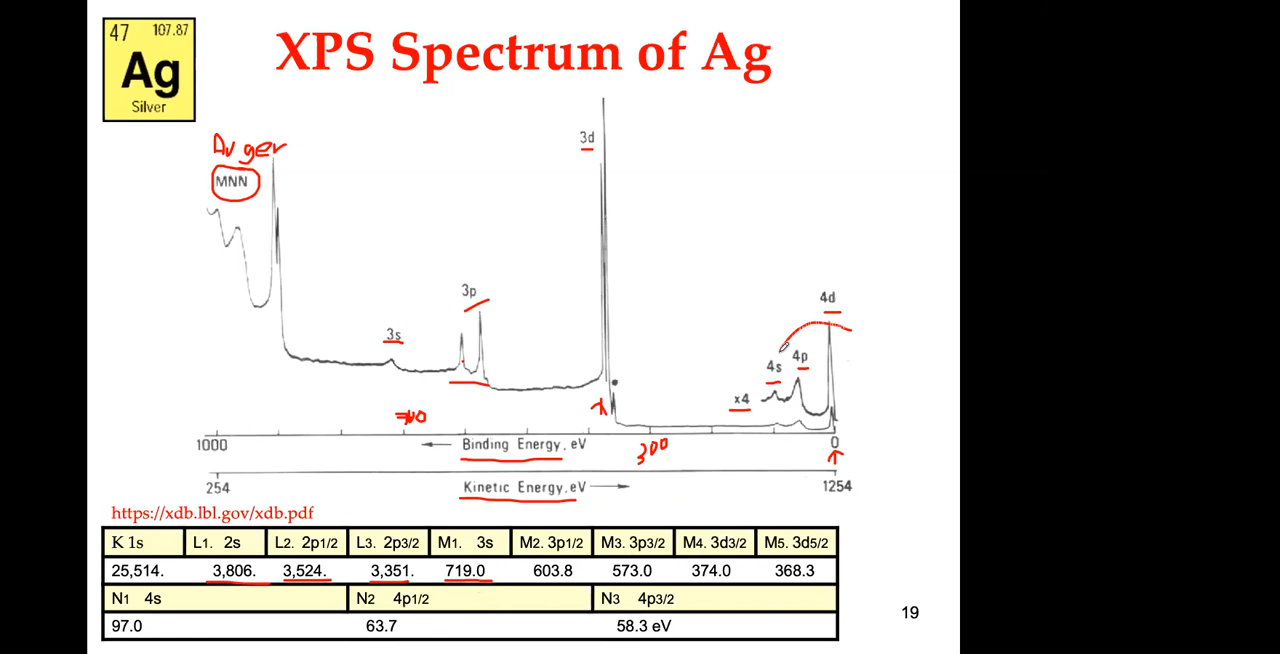 47 107.87
Ag
Silver
XPS Spectrum of Ag
Auger
MNN
3d
3p
3s
4d
4s 4p
x4
300
1000 Binding Energy, eV 0
254 Kinetic Energy, eV 1254
https://xdb.lbl.gov/xdb.pdf
K 1s L1. 2s L2. 2p1/2 L3. 2p3/2 M1. 3s M2. 3p1/2 M3. 3p3/2 M4. 3d3/2 M5. 3d5/2
25,514. 3,806. 3,524. 3,351. 719.0 603.8 573.0 374.0 368.3
N1 4s N2 4p1/2 N3 4p3/2
97.0 63.7 58.3 eV
19